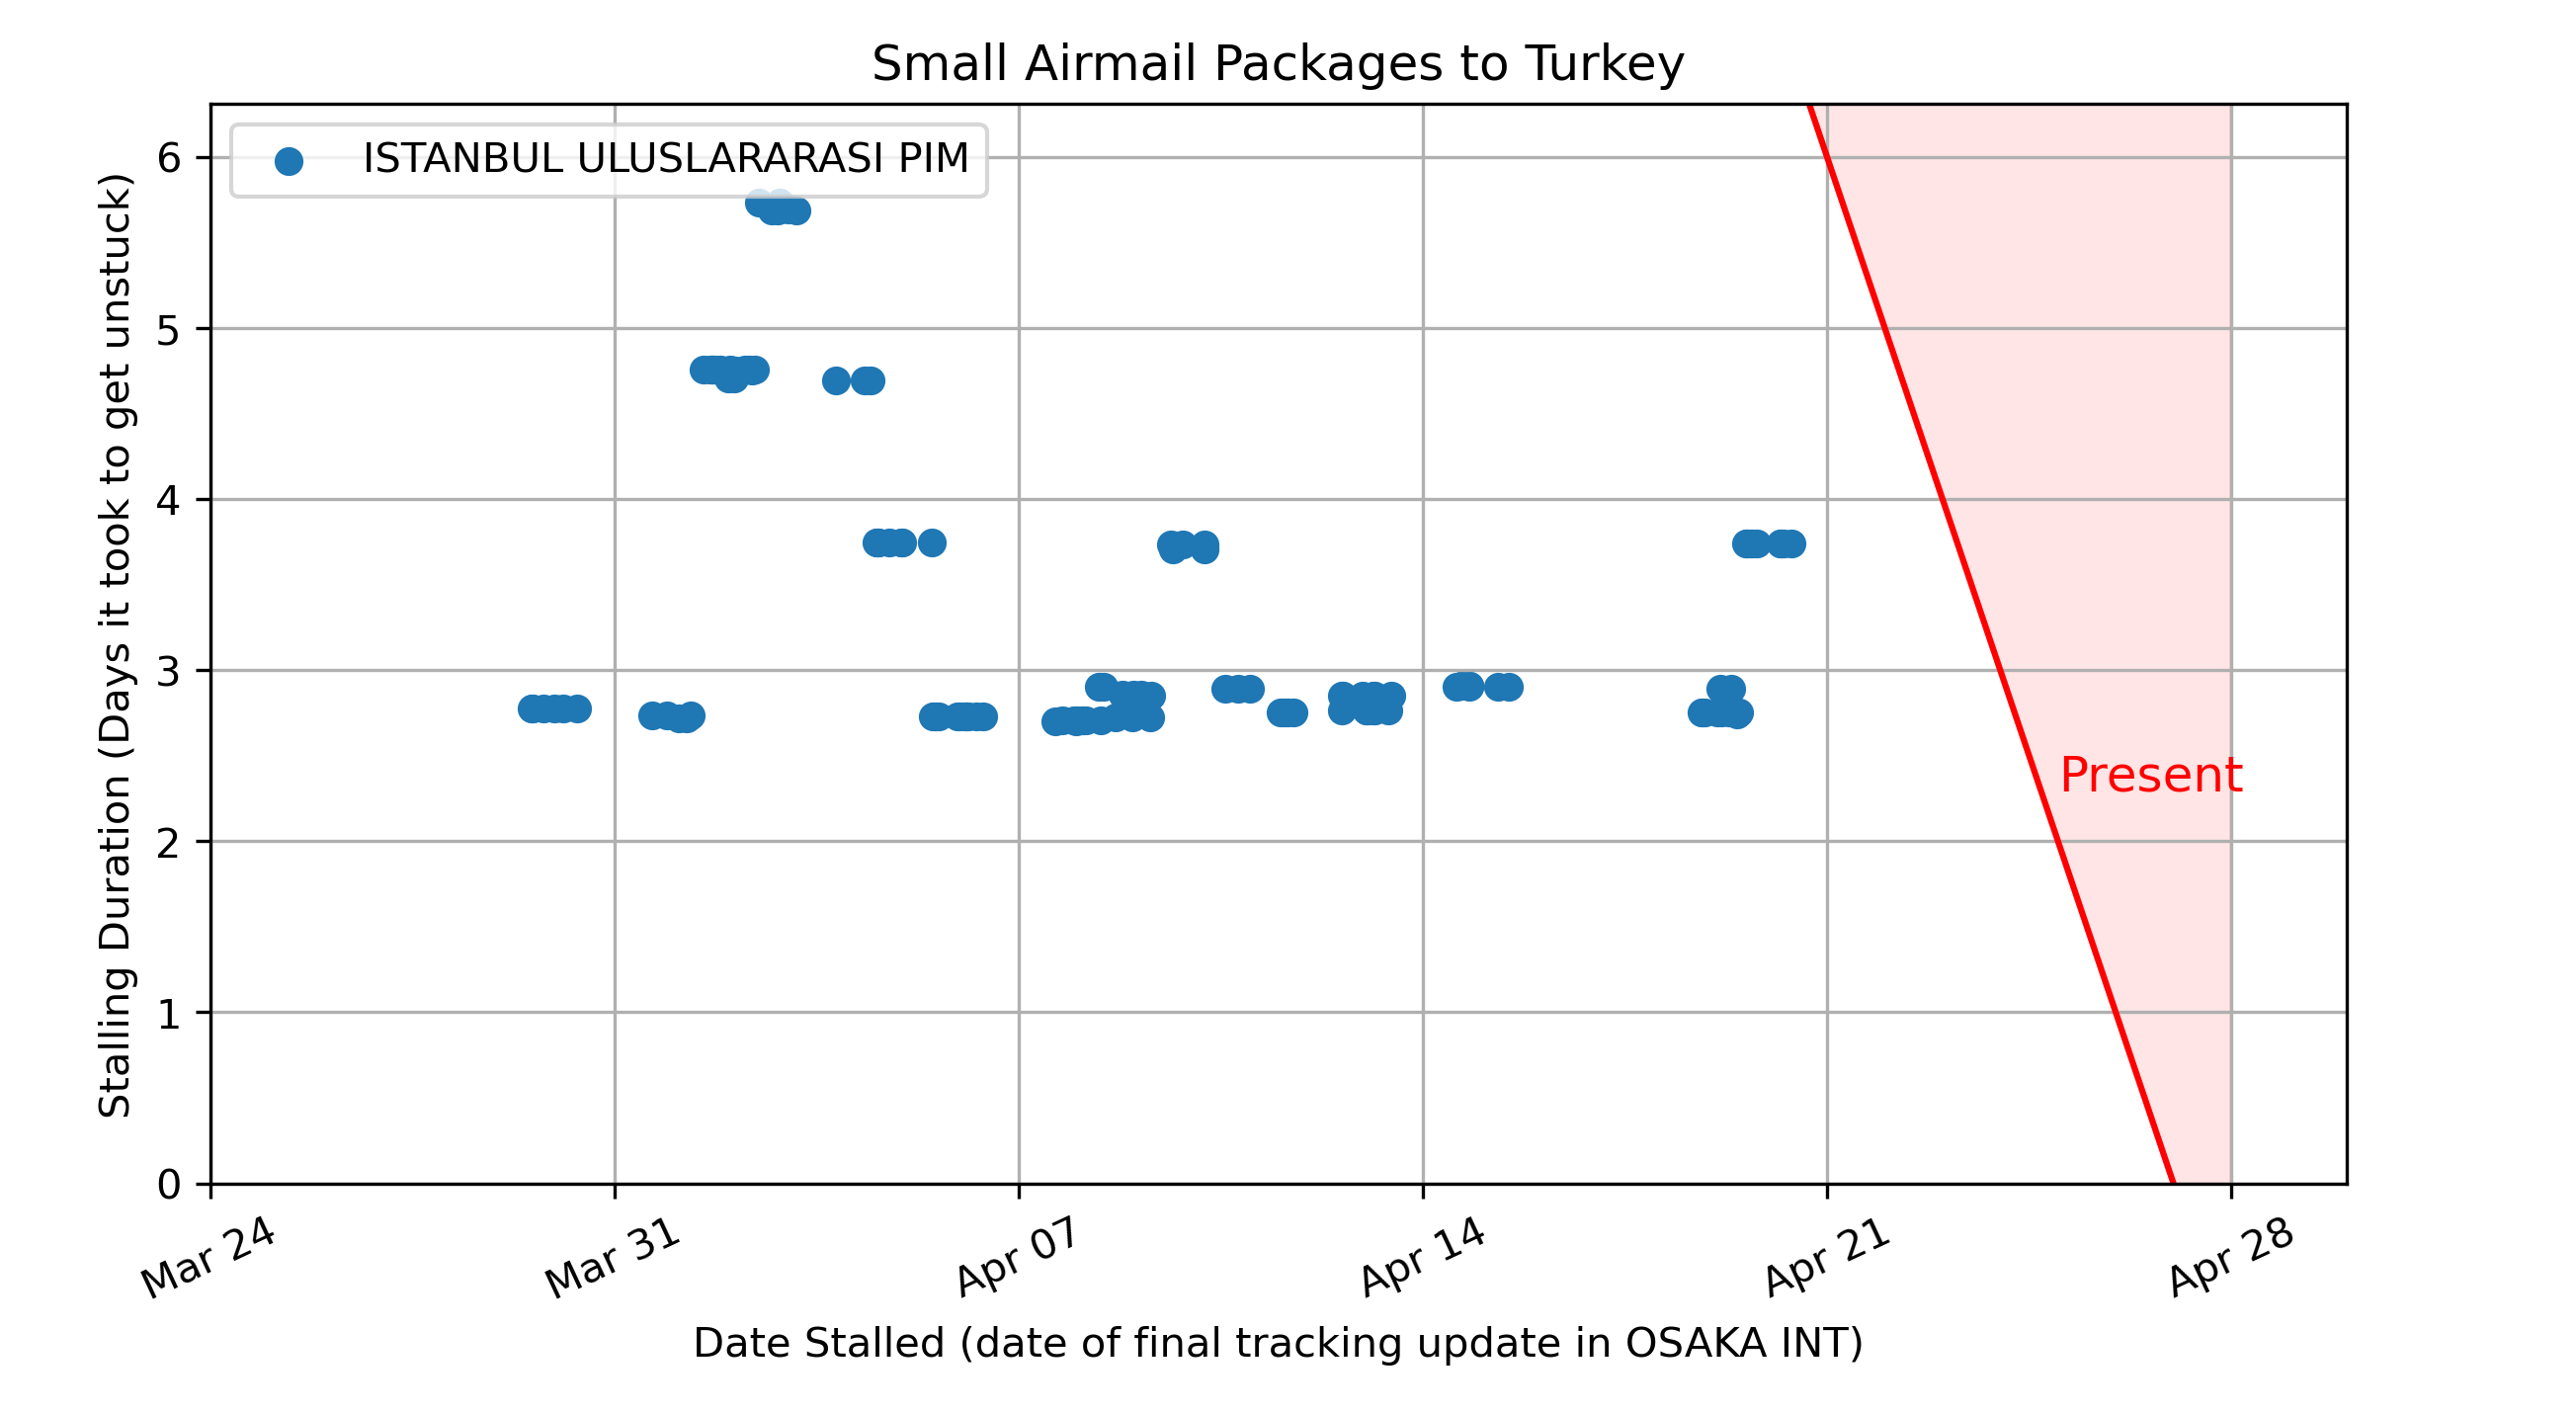 Small Airmail Packages to Turkey
ISTANBUL ULUSLARARASI PIM
Stalling Duration (Days it took to get unstuck)
6
5
4
3
2
1
0
Present
Mar 24
Mar 31
Apr 07
Apr 14
Apr 21
Apr 28
Date Stalled (date of final tracking update in OSAKA INT)